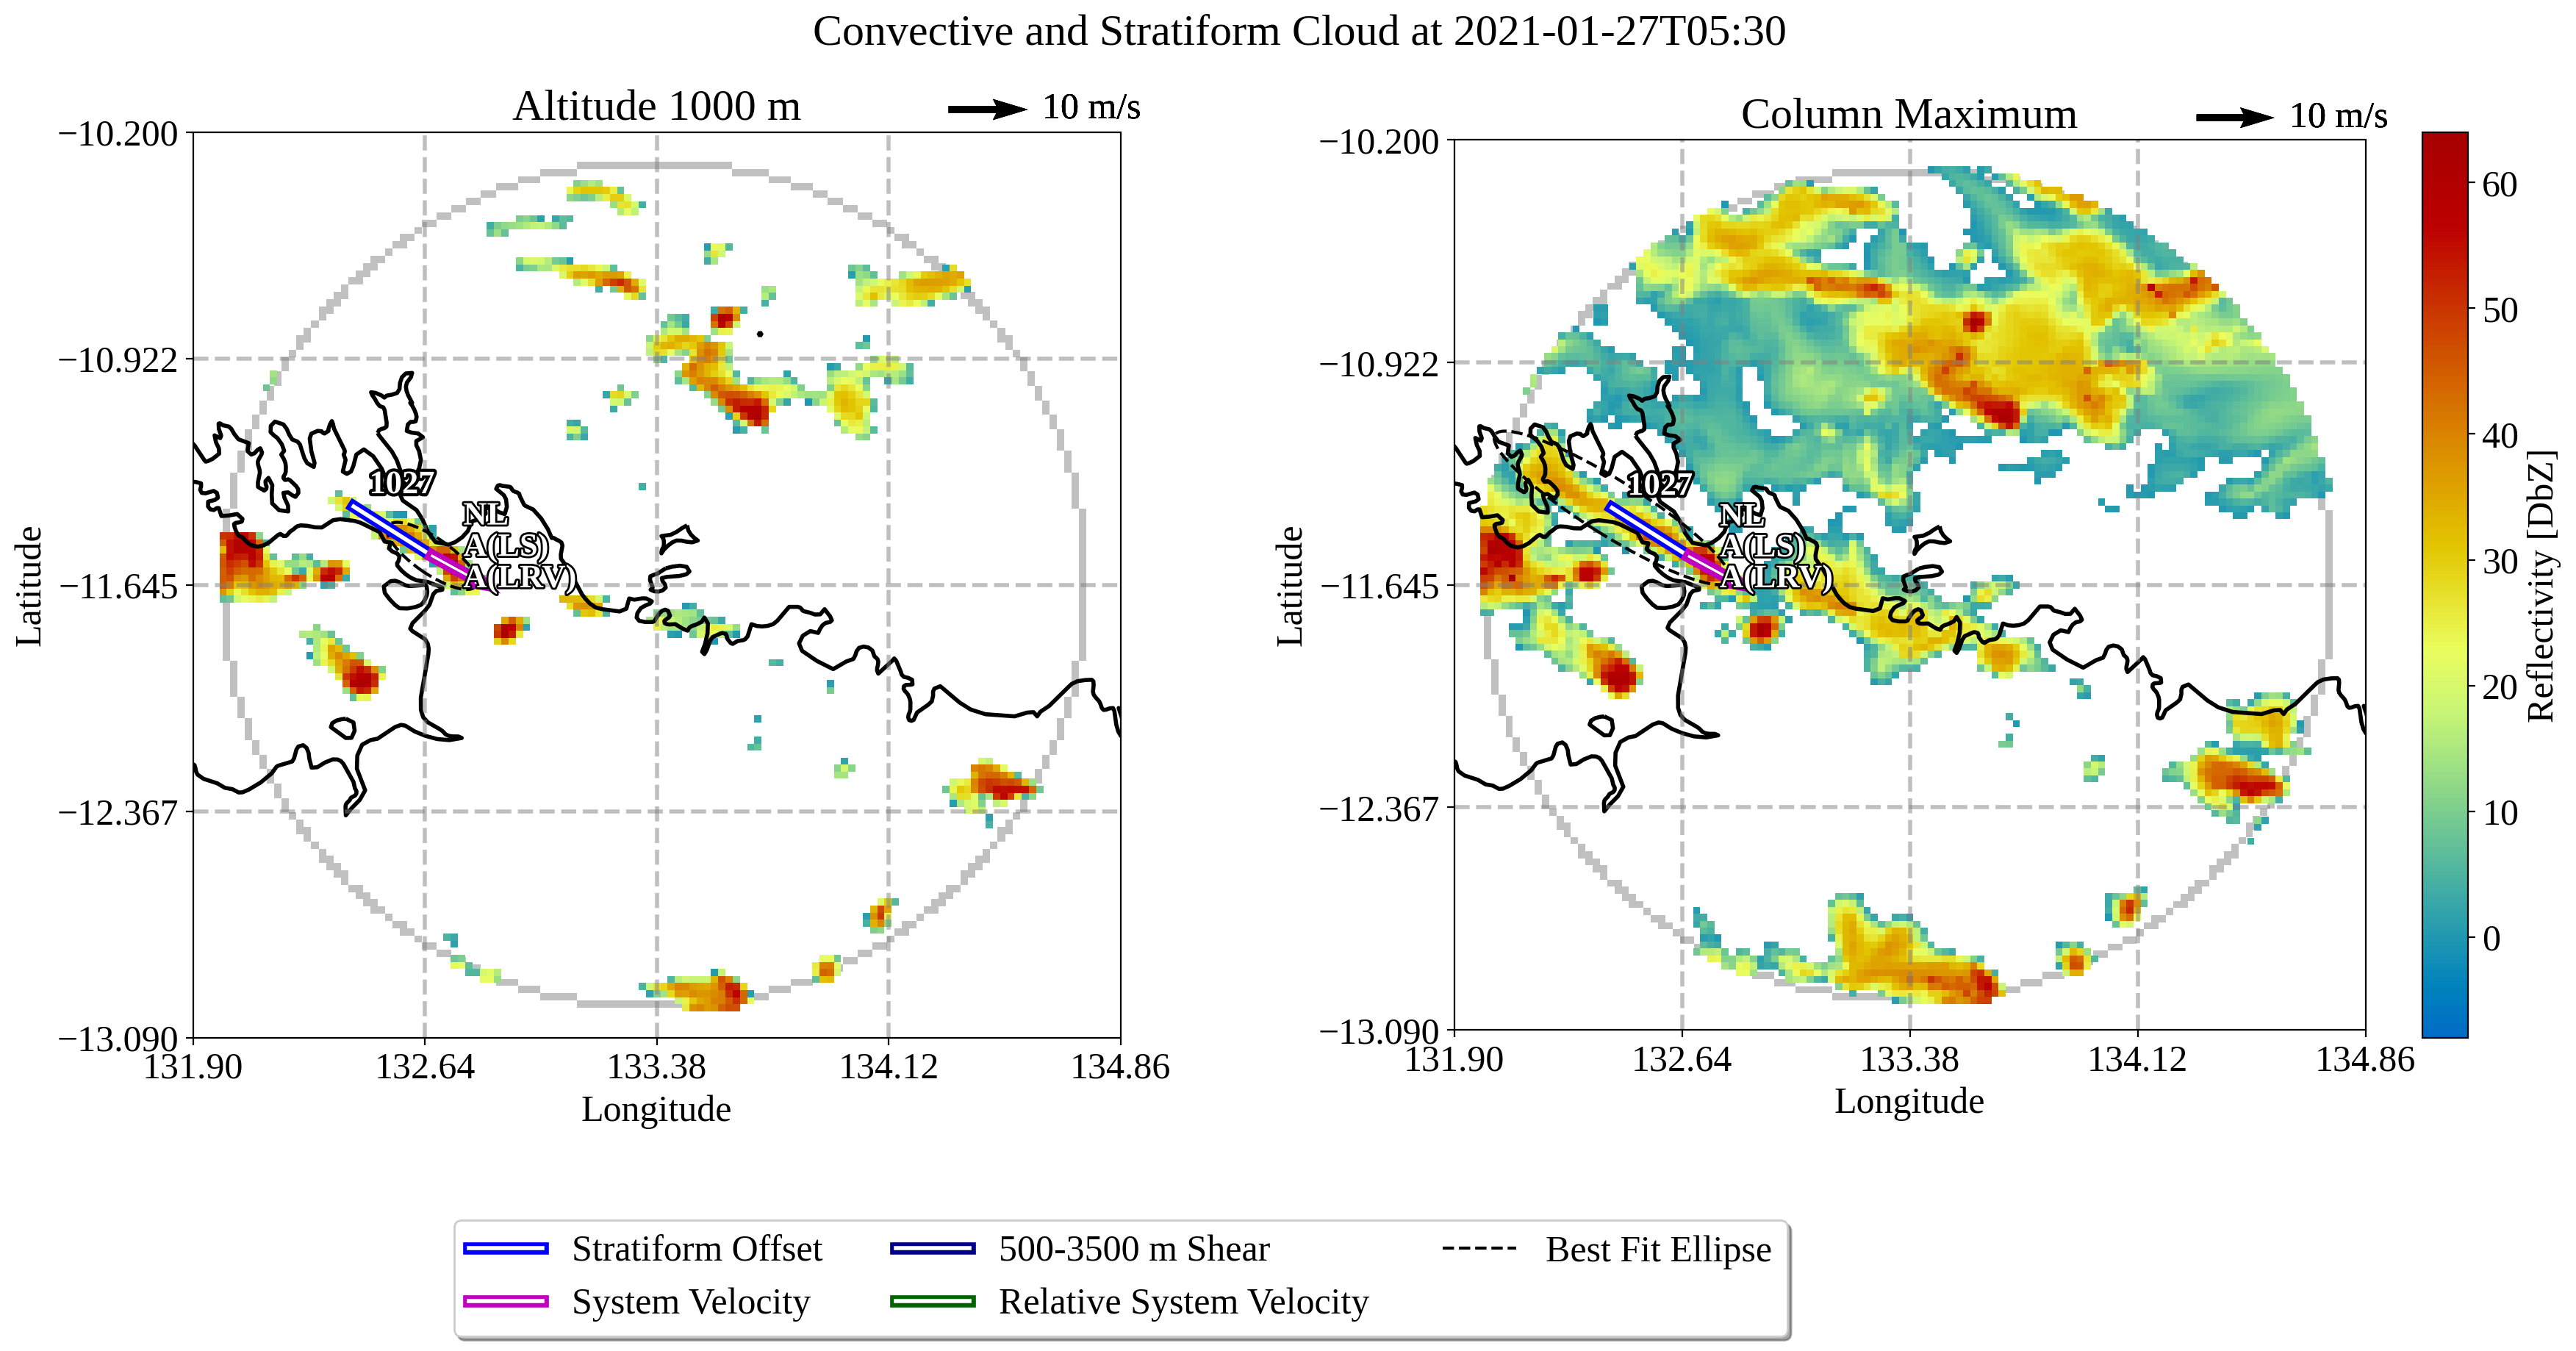 Convective and Stratiform Cloud at 2021-01-27T05:30
Altitude 1000 m
10 m/s
−10.200
−10.922
−11.645
−12.367
−13.090
131.90
132.64
133.38
134.12
134.86
Latitude
Longitude
1027
NL
A(LS)
A(LRV)
Column Maximum
10 m/s
−10.200
−10.922
−11.645
−12.367
−13.090
131.90
132.64
133.38
134.12
134.86
Latitude
Longitude
1027
NL
A(LS)
A(LRV)
60
50
40
30
20
10
0
Reflectivity [DbZ]
Stratiform Offset
System Velocity
500-3500 m Shear
Relative System Velocity
Best Fit Ellipse